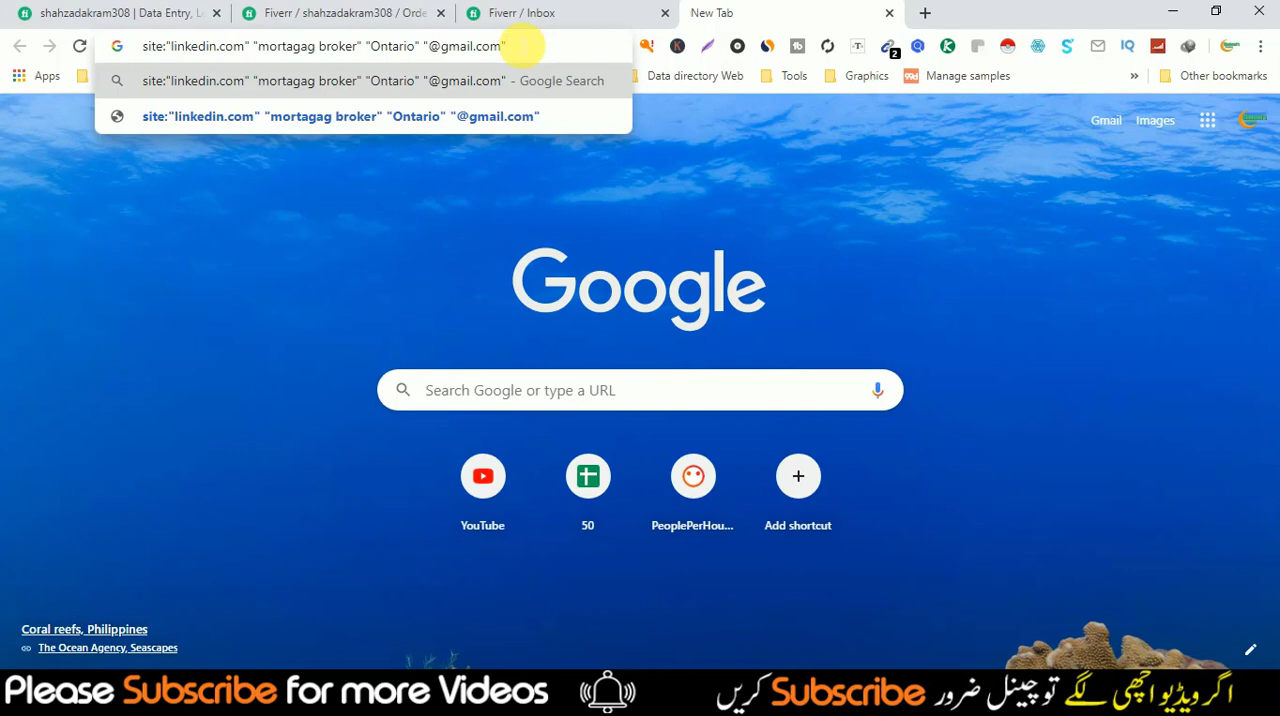 shahzadakram308 | Data Entry, L
Fiverr / shahzadakram308 / Orde
Fiverr / Inbox
New Tab
site:"linkedin.com" "mortagag broker" "Ontario" "@gmail.com"
site:"linkedin.com" "mortagag broker" "Ontario" "@gmail.com" - Google Search
site:"linkedin.com" "mortagag broker" "Ontario" "@gmail.com"
2
Apps
Data directory Web
Tools
Graphics
99d
Manage samples
Other bookmarks
Gmail
Images
Google
Search Google or type a URL
YouTube
50
PeoplePerHou...
Add shortcut
Coral reefs, Philippines
The Ocean Agency, Seascapes
Please Subscribe for more Videos
اگر ویڈیو اچھی لگے تو چینل ضرور Subscribe کریں